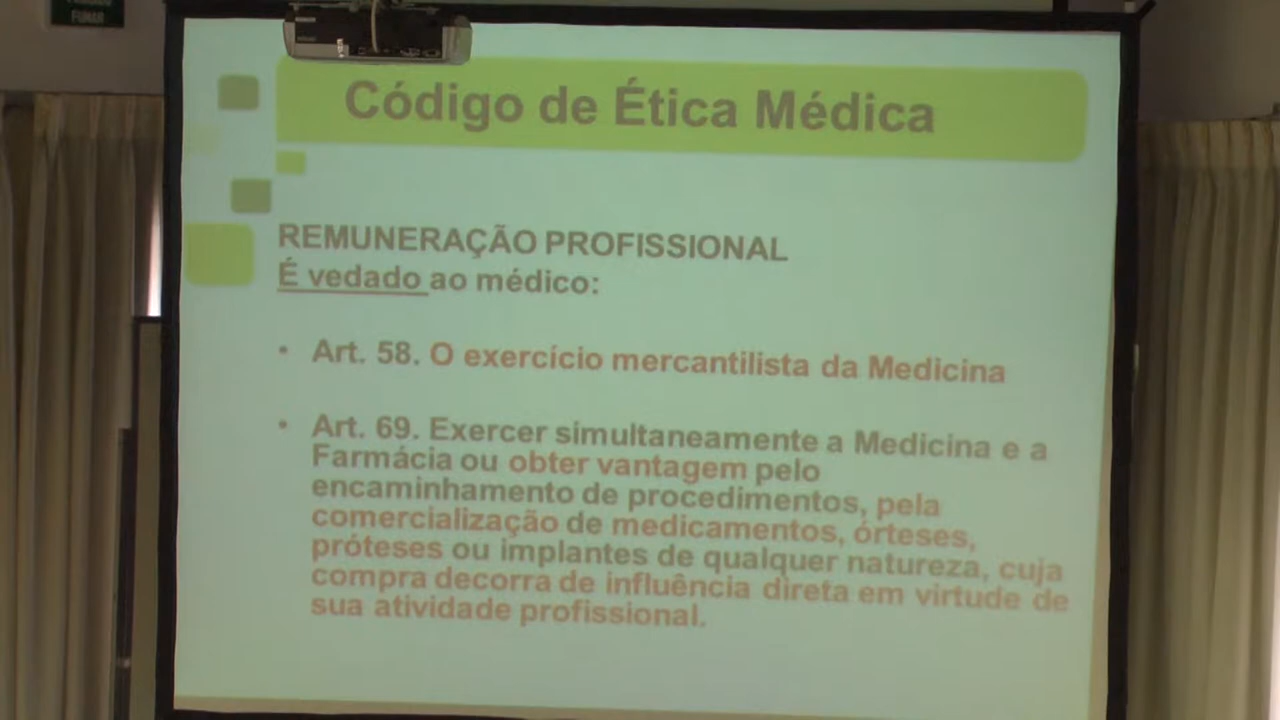 FUMAR
Código de Ética Médica
REMUNERAÇÃO PROFISSIONAL
É vedado ao médico:
• Art. 58. O exercício mercantilista da Medicina
• Art. 69. Exercer simultaneamente a Medicina e a
Farmácia ou obter vantagem pelo
encaminhamento de procedimentos, pela
comercialização de medicamentos, órteses,
próteses ou implantes de qualquer natureza, cuja
compra decorra de influência direta em virtude de
sua atividade profissional.